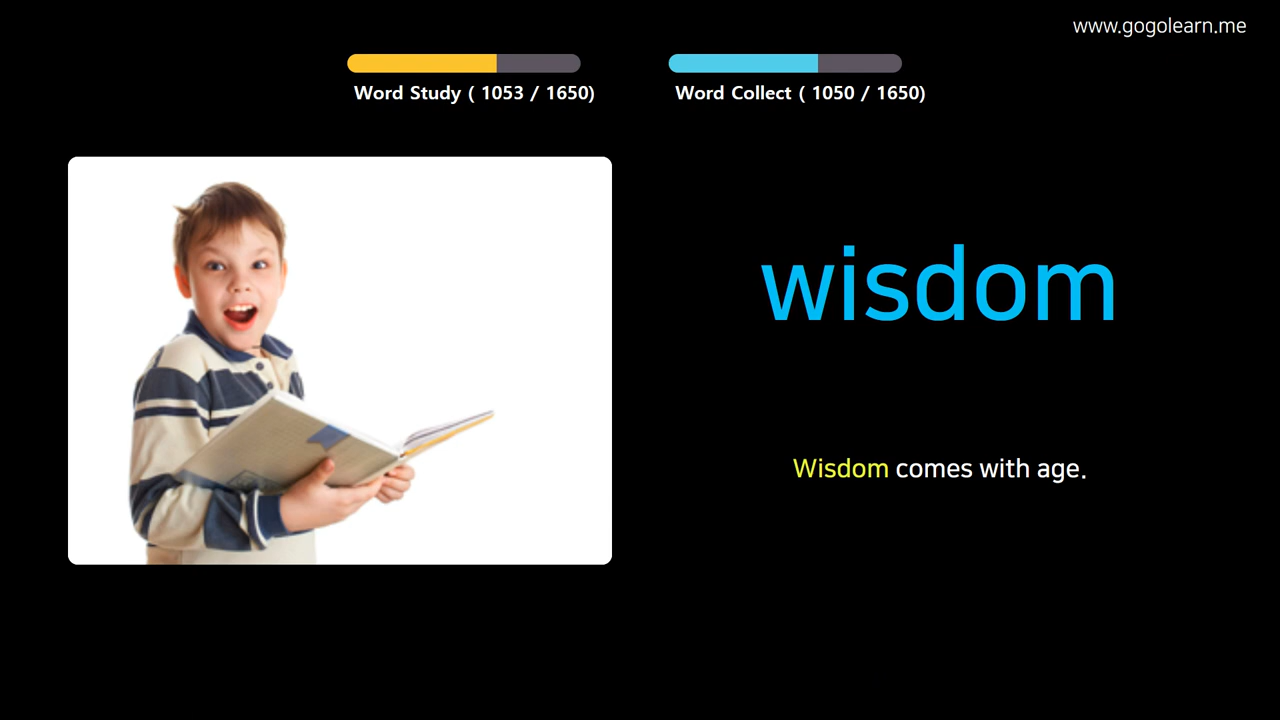 www.gogolearn.me
Word Study ( 1053 / 1650)
Word Collect ( 1050 / 1650)
wisdom
Wisdom comes with age.